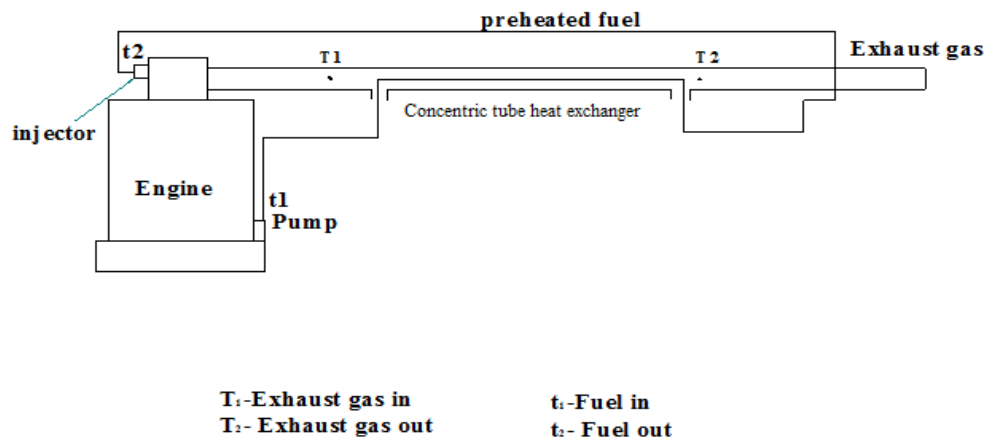 preheated fuel
t2
T1
T2
Exhaust gas
injector
Concentric tube heat exchanger
Engine
t1
Pump
T₁-Exhaust gas in
T₂- Exhaust gas out
t₁-Fuel in
t₂- Fuel out